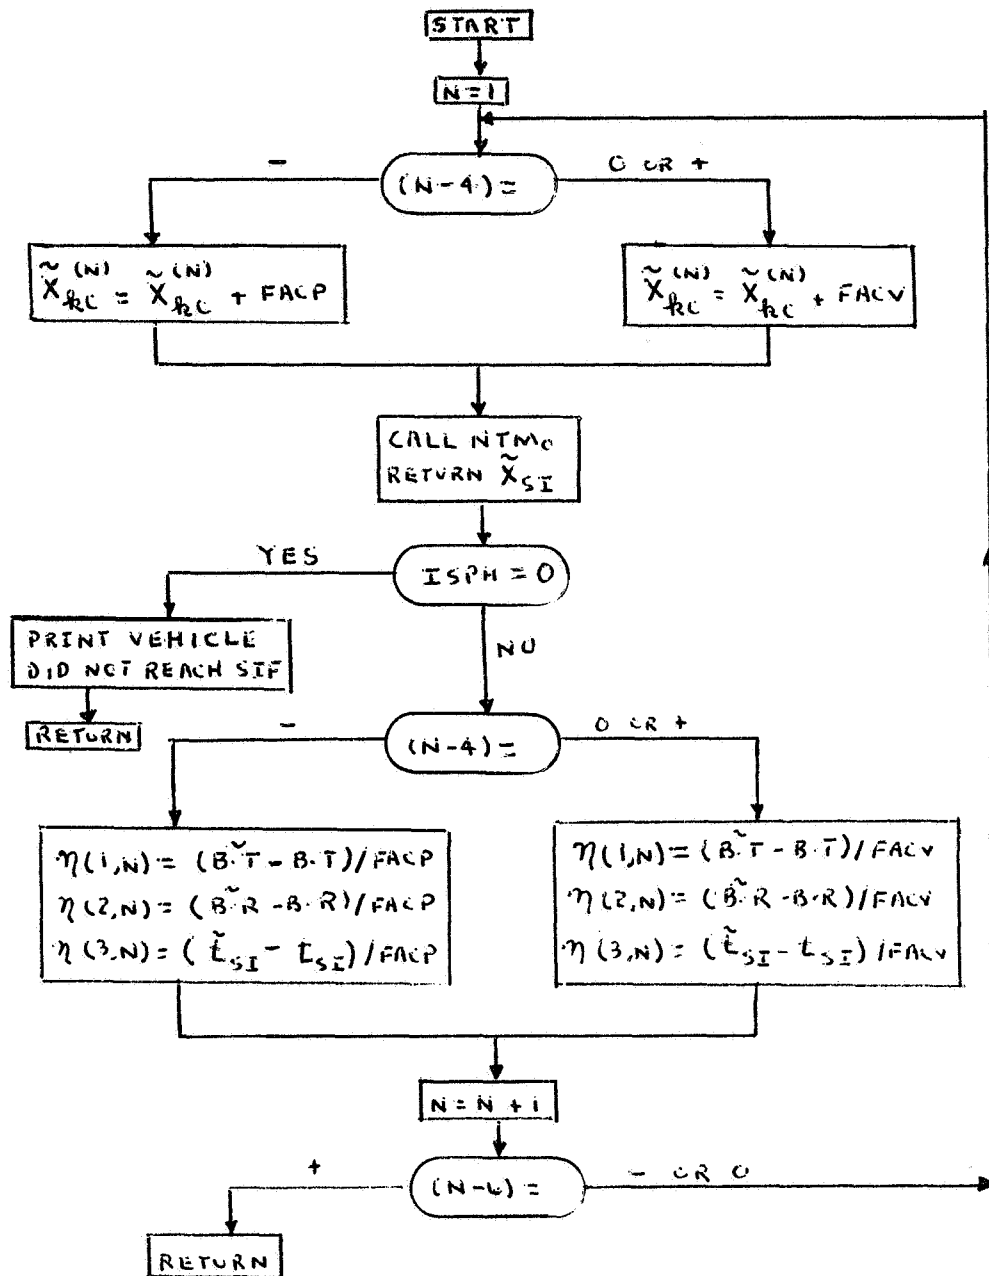 START
N=1
(N-4)=
-
0 OR +
X̃kc^(N) = X̃kc^(N) + FACP
X̃kc^(N) = X̃kc^(N) + FACV
CALL NTM
RETURN X̃SI
ISPH = 0
YES
NO
PRINT VEHICLE
DID NOT REACH SIF
RETURN
(N-4)=
-
0 OR +
η(1,N) = (B·̃T - B·T)/FACP
η(2,N) = (B·̃R - B·R)/FACP
η(3,N) = (t̃SI - tSI)/FACP
η(1,N) = (B·̃T - B·T)/FACV
η(2,N) = (B·̃R - B·R)/FACV
η(3,N) = (t̃SI - tSI)/FACV
N = N + 1
(N-6)=
+
- OR 0
RETURN